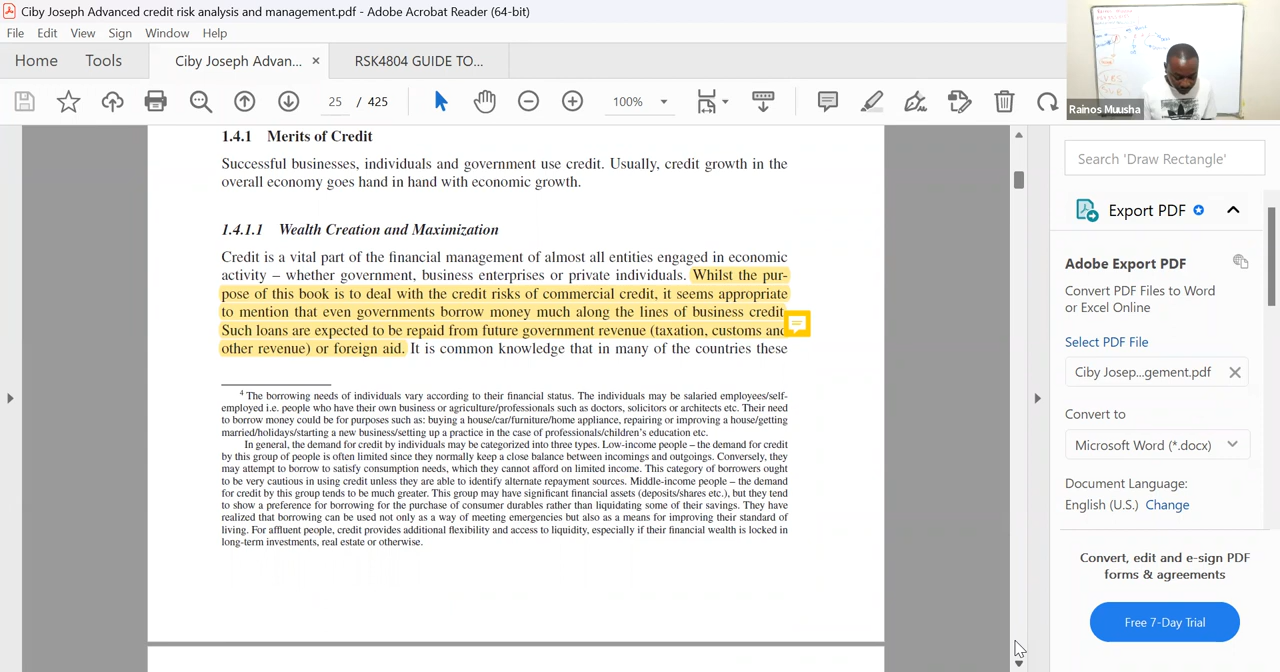 Ciby Joseph Advanced credit risk analysis and management.pdf - Adobe Acrobat Reader (64-bit)
File Edit View Sign Window Help
Home Tools Ciby Joseph Advan... × RSK4804 GUIDE TO...
25 / 425 100%
Rainos Muusha
1.4.1 Merits of Credit
Successful businesses, individuals and government use credit. Usually, credit growth in the
overall economy goes hand in hand with economic growth.
1.4.1.1 Wealth Creation and Maximization
Credit is a vital part of the financial management of almost all entities engaged in economic
activity – whether government, business enterprises or private individuals. Whilst the pur-
pose of this book is to deal with the credit risks of commercial credit, it seems appropriate
to mention that even governments borrow money much along the lines of business credit.
Such loans are expected to be repaid from future government revenue (taxation, customs and
other revenue) or foreign aid. It is common knowledge that in many of the countries these
4 The borrowing needs of individuals vary according to their financial status. The individuals may be salaried employees/self-
employed i.e. people who have their own business or agriculture/professionals such as doctors, solicitors or architects etc. Their need
to borrow money could be for purposes such as: buying a house/car/furniture/home appliance, repairing or improving a house/getting
married/holidays/starting a new business/setting up a practice in the case of professionals/children's education etc.
In general, the demand for credit by individuals may be categorized into three types. Low-income people – the demand for credit
by this group of people is often limited since they normally keep a close balance between incomings and outgoings. Conversely, they
may attempt to borrow to satisfy consumption needs, which they cannot afford on limited income. This category of borrowers ought
to be very cautious in using credit unless they are able to identify alternate repayment sources. Middle-income people – the demand
for credit by this group tends to be much greater. This group may have significant financial assets (deposits/shares etc.), but they tend
to show a preference for borrowing for the purchase of consumer durables rather than liquidating some of their savings. They have
realized that borrowing can be used not only as a way of meeting emergencies but also as a means for improving their standard of
living. For affluent people, credit provides additional flexibility and access to liquidity, especially if their financial wealth is locked in
long-term investments, real estate or otherwise.
Search 'Draw Rectangle'
Export PDF
Adobe Export PDF
Convert PDF Files to Word
or Excel Online
Select PDF File
Ciby Josep...gement.pdf
Convert to
Microsoft Word (*.docx)
Document Language:
English (U.S.) Change
Convert, edit and e-sign PDF
forms & agreements
Free 7-Day Trial